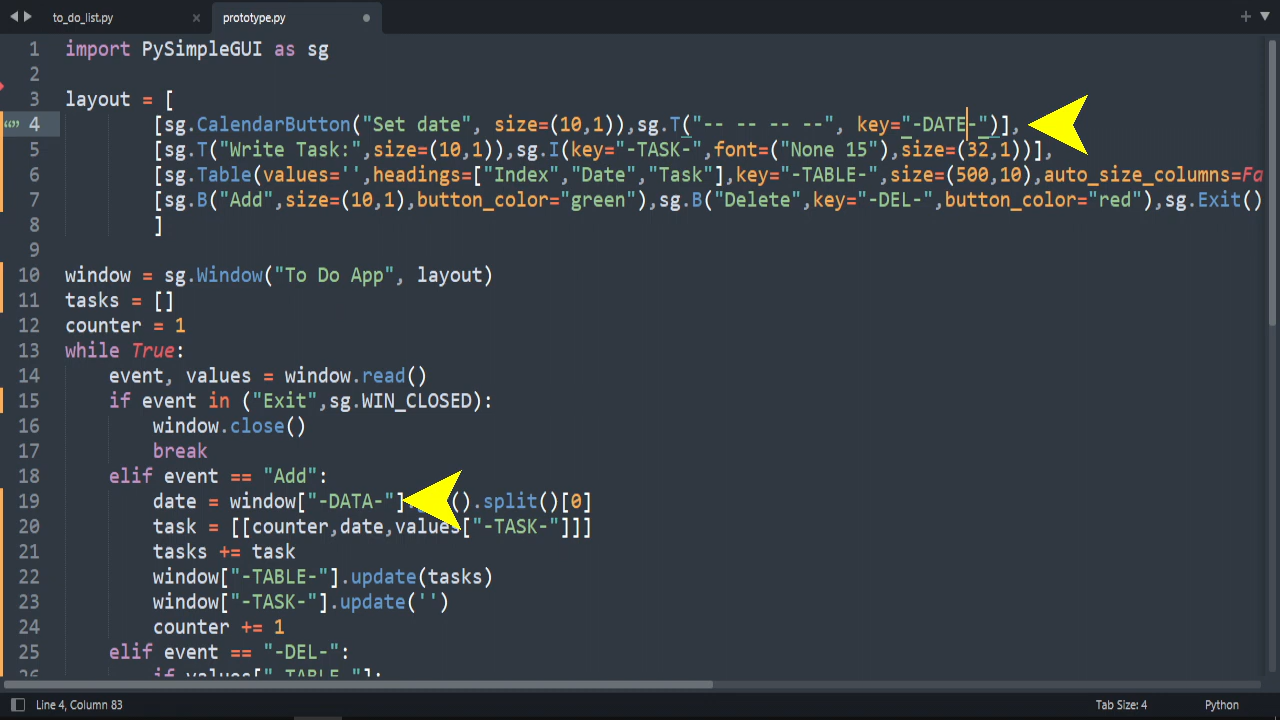 to_do_list.py × prototype.py
1 import PySimpleGUI as sg
2
3 layout = [
4 [sg.CalendarButton("Set date", size=(10,1)),sg.T("-- -- -- --", key="-DATE-")],
5 [sg.T("Write Task:",size=(10,1)),sg.I(key="-TASK-",font=("None 15"),size=(32,1))],
6 [sg.Table(values='',headings=["Index","Date","Task"],key="-TABLE-",size=(500,10),auto_size_columns=Fa
7 [sg.B("Add",size=(10,1),button_color="green"),sg.B("Delete",key="-DEL-",button_color="red"),sg.Exit()
8 ]
9
10 window = sg.Window("To Do App", layout)
11 tasks = []
12 counter = 1
13 while True:
14 event, values = window.read()
15 if event in ("Exit",sg.WIN_CLOSED):
16 window.close()
17 break
18 elif event == "Add":
19 date = window["-DATA-"] ().split()[0]
20 task = [[counter,date,values["-TASK-"]]]
21 tasks += task
22 window["-TABLE-"].update(tasks)
23 window["-TASK-"].update('')
24 counter += 1
25 elif event == "-DEL-":
26 if values["-TABLE-"]:
Line 4, Column 83 Tab Size: 4 Python